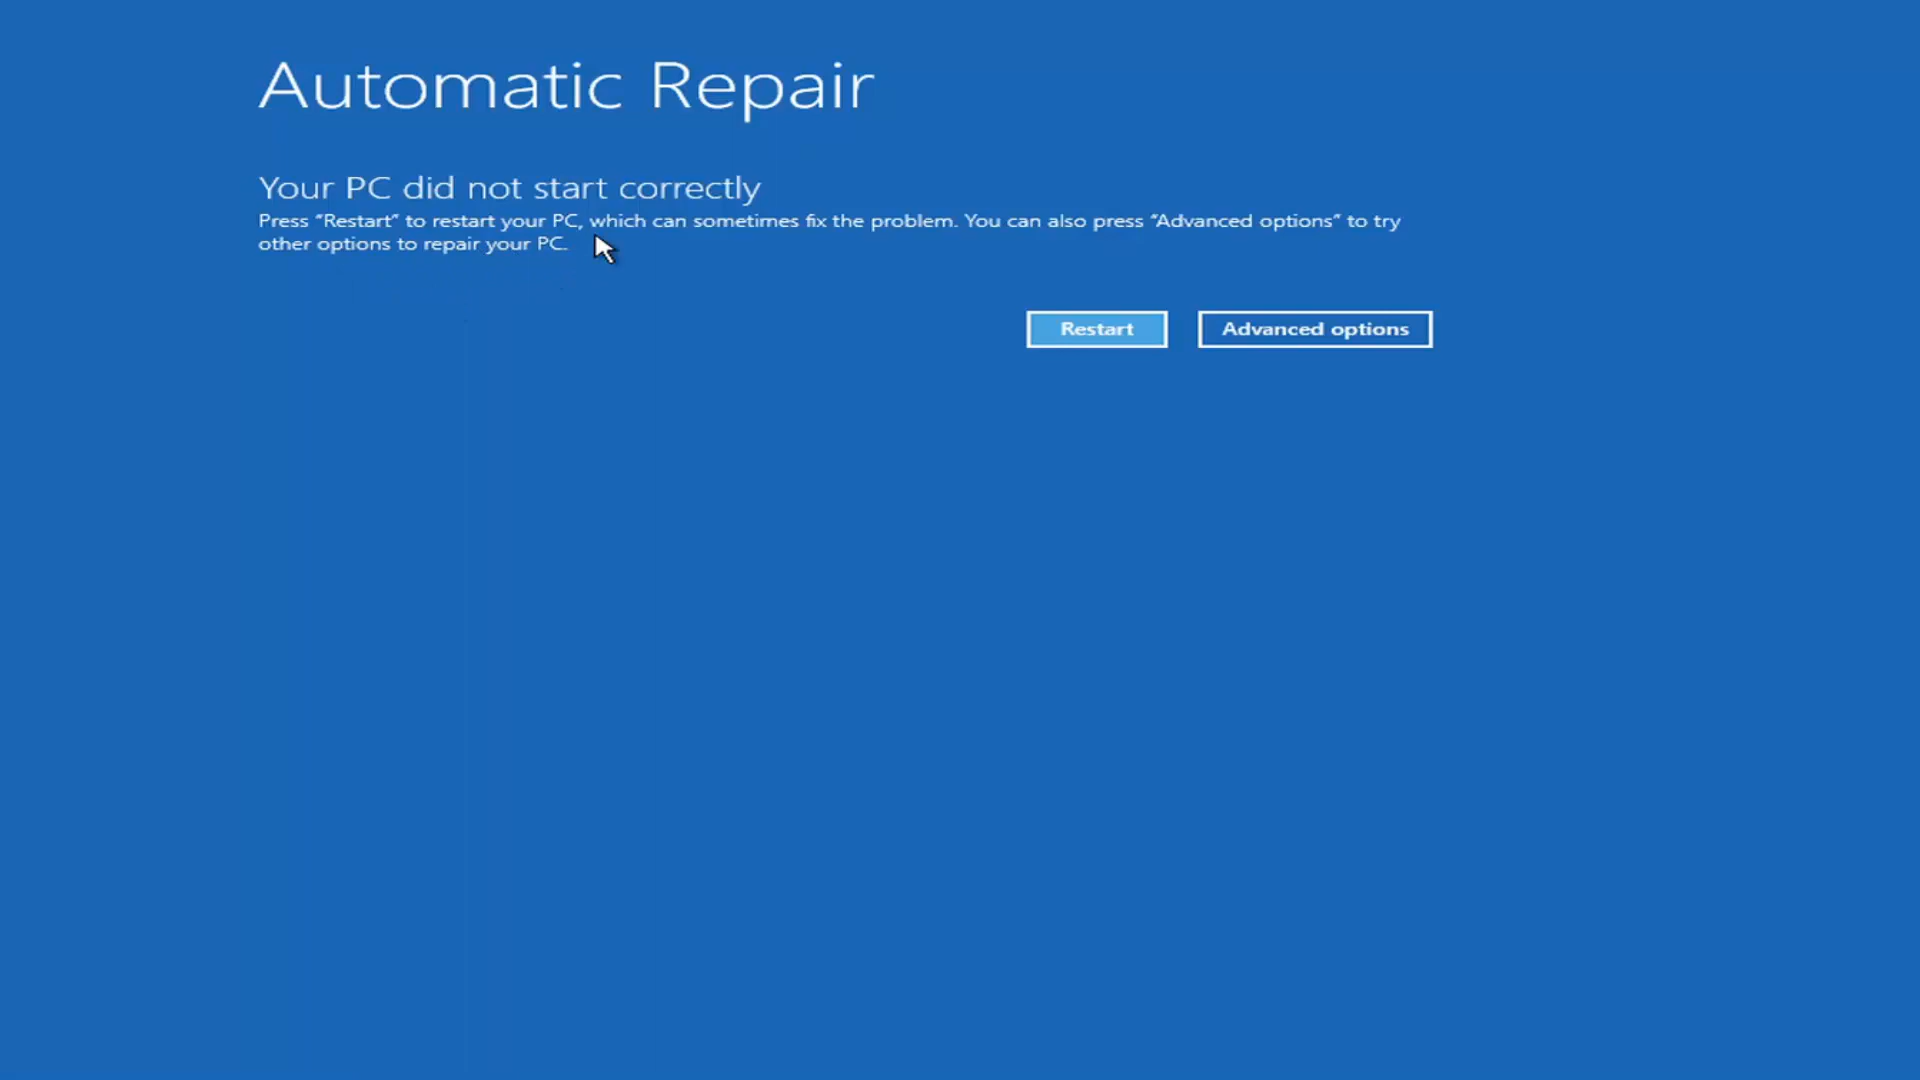 Automatic Repair
Your PC did not start correctly
Press “Restart” to restart your PC, which can sometimes fix the problem. You can also press “Advanced options” to try
other options to repair your PC.
Restart
Advanced options